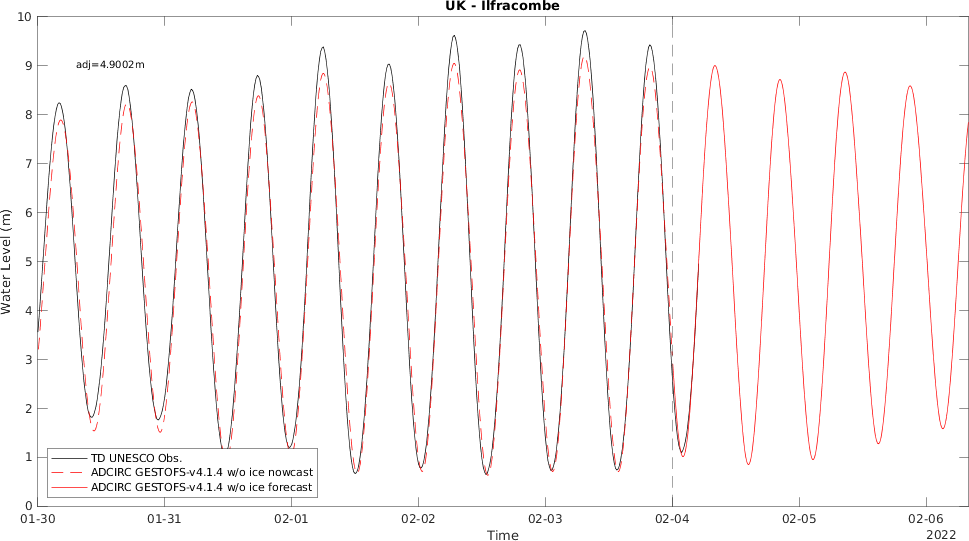 UK - Ilfracombe
adj=4.9002m
10
9
8
7
6
5
4
3
2
1
0
Water Level (m)
TD UNESCO Obs.
ADCIRC GESTOFS-v4.1.4 w/o ice nowcast
ADCIRC GESTOFS-v4.1.4 w/o ice forecast
01-30 01-31 02-01 02-02 02-03 02-04 02-05 02-06
Time
2022